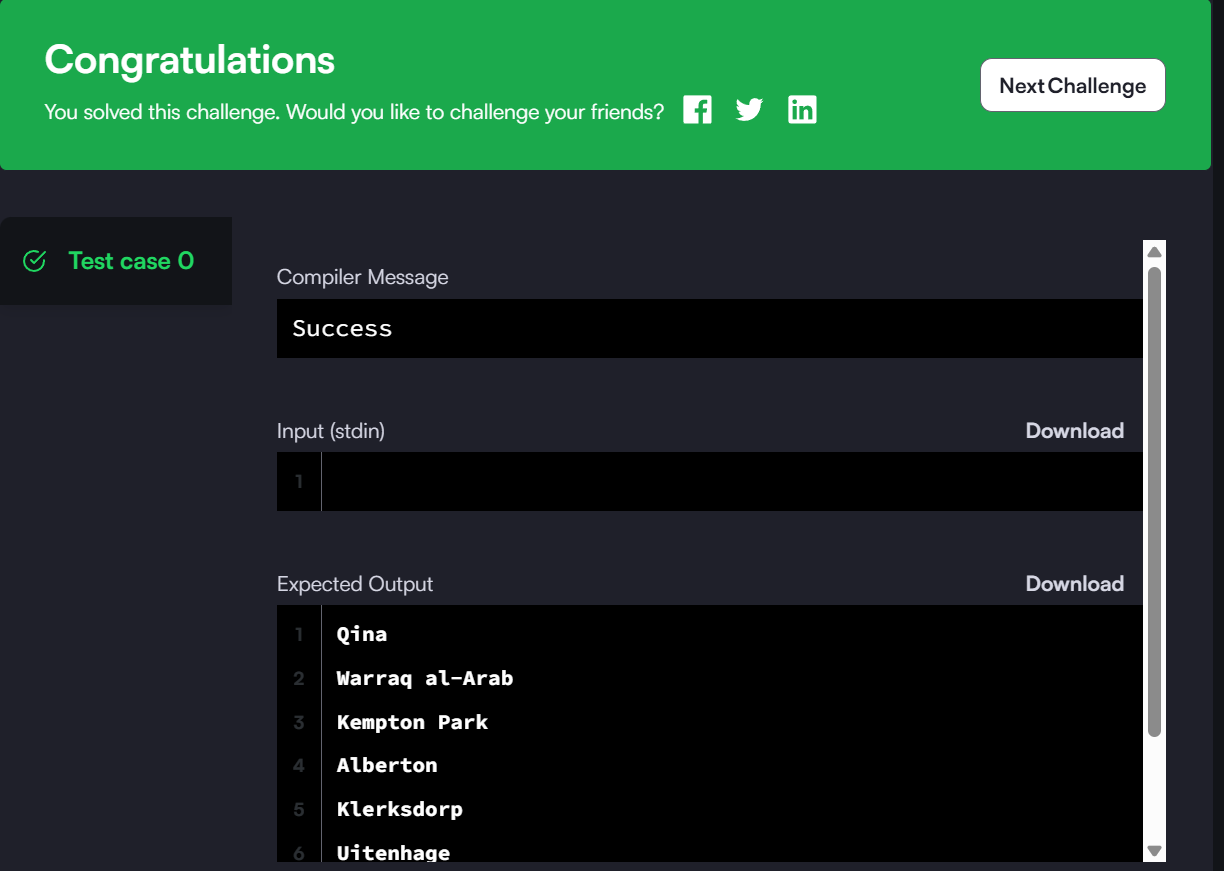 Congratulations
You solved this challenge. Would you like to challenge your friends?
Next Challenge
Test case 0
Compiler Message
Success
Input (stdin)
Download
1
Expected Output
Download
1 Qina
2 Warraq al-Arab
3 Kempton Park
4 Alberton
5 Klerksdorp
6 Uitenhage